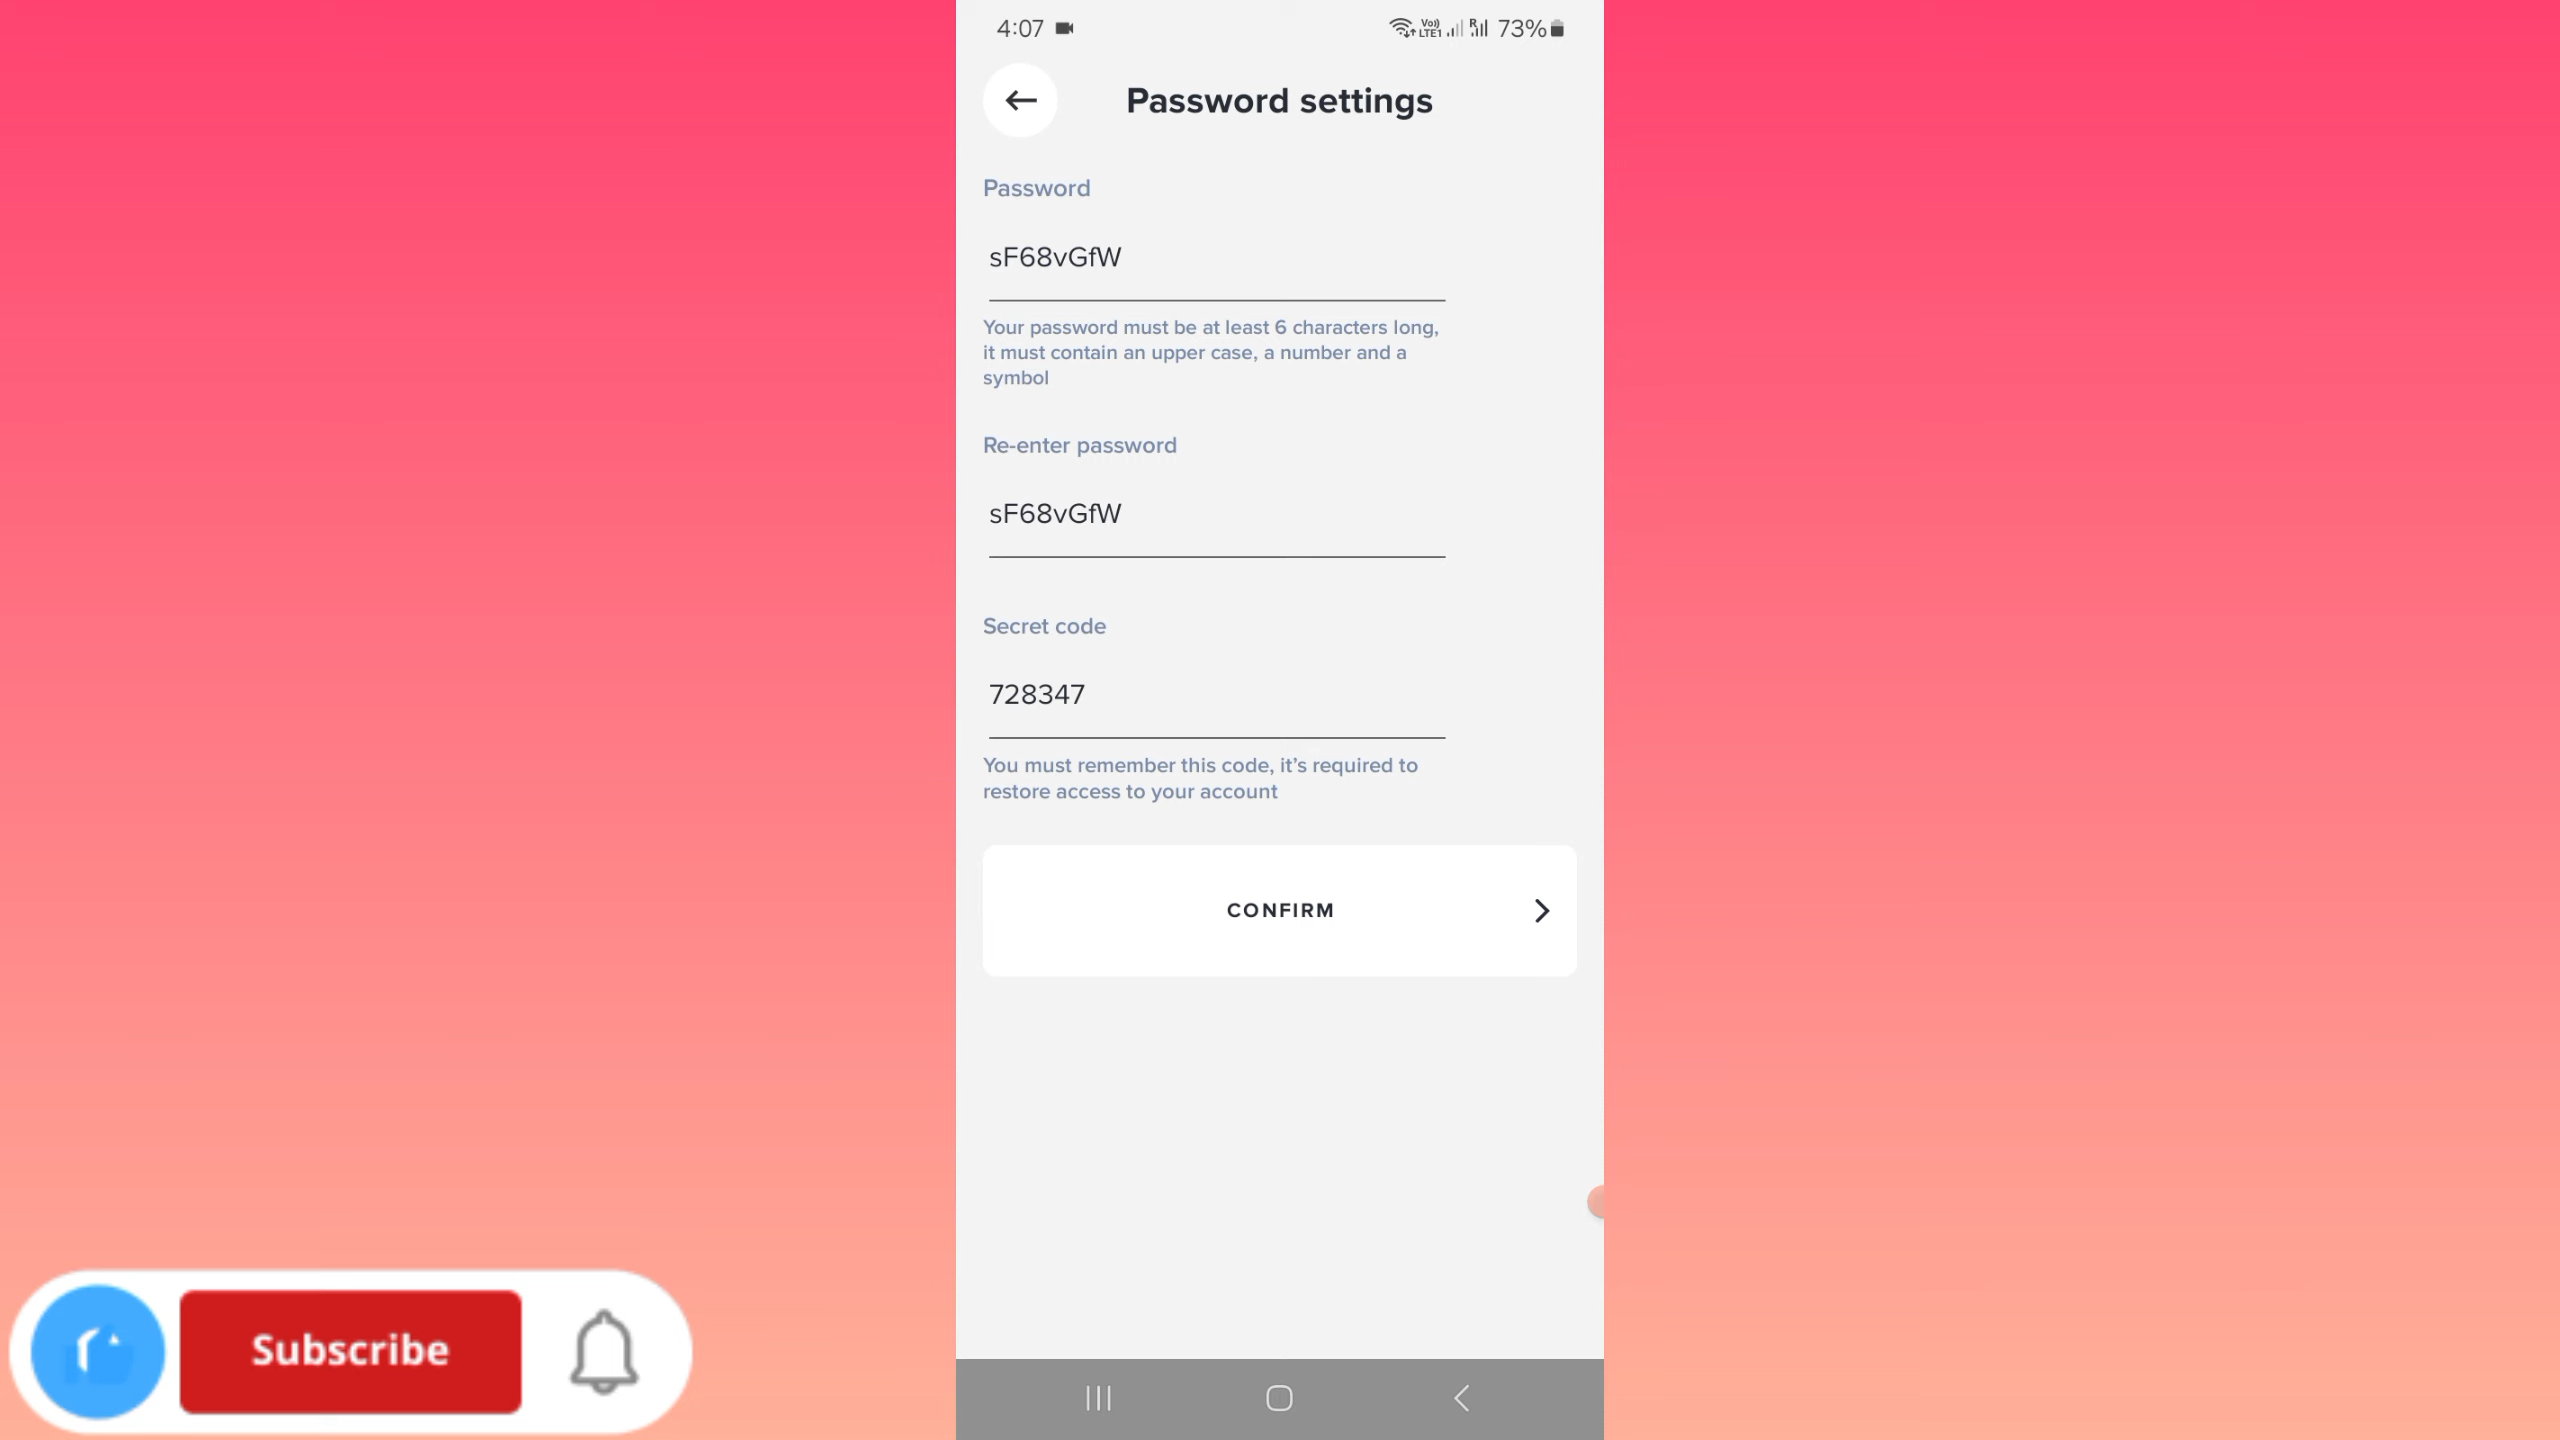 4:07
Vo))
LTE1
R
73%
Password settings
Password
sF68vGfW
Your password must be at least 6 characters long,
it must contain an upper case, a number and a
symbol
Re-enter password
sF68vGfW
Secret code
728347
You must remember this code, it’s required to
restore access to your account
CONFIRM
Subscribe